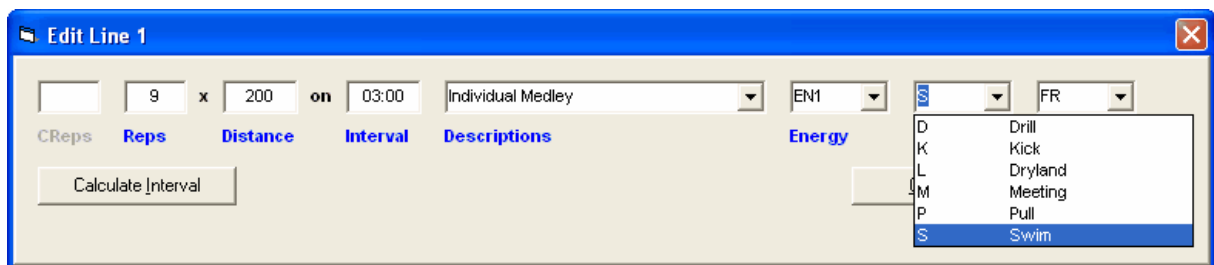 Edit Line 1
9 x 200 on 03:00 Individual Medley EN1 S FR
CReps Reps Distance Interval Descriptions Energy
D Drill
K Kick
L Dryland
M Meeting
P Pull
S Swim
Calculate Interval